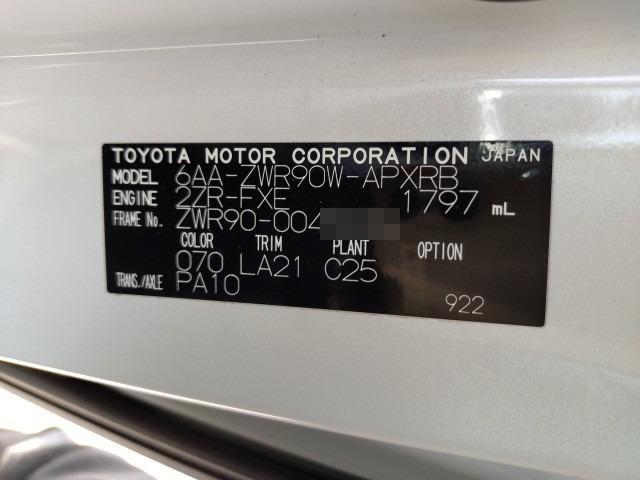 TOYOTA MOTOR CORPORATION JAPAN
MODEL 6AA-ZWR90W-APXRB
ENGINE 2ZR-FXE 1797 mL
FRAME No. ZWR90-004
COLOR TRIM PLANT OPTION
070 LA21 C25
TRANS./AXLE PA10
922